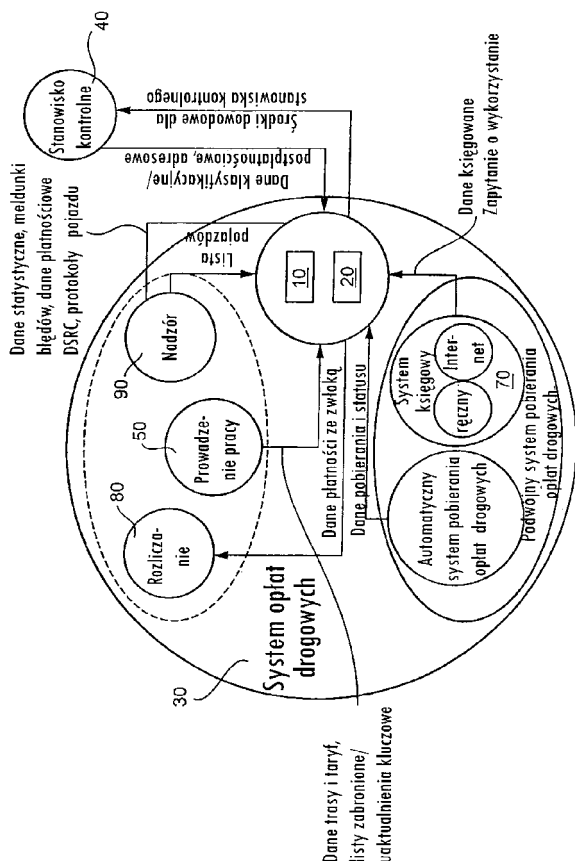 Dane statystyczne, meldunki
błędów, dane płatnościowe
DSRC, protokoły pojazdu
40
Stanowisko
kontrolne
Środki dowodowe dla
stanowiska kontrolnego
Dane klasyfikacyjne/
postpłatnościowe, adresowe
Lista
pojazdów
10
20
90
Nadzór
50
Prowadze-
nie pracy
80
Rozlicza-
nie
30
System opłat
drogowych
Dane płatności ze zwłaką
Dane pobierania i statusu
Dane księgowane
Zapytanie o wykorzystanie
System
księgowy
ręczny
Inter-
net
70
Automatyczny
system pobierania
opłat drogowych
Podwójny system pobierania
opłat drogowych.
Dane trasy i taryf,
listy zabronione/
uaktualnienia kluczowe